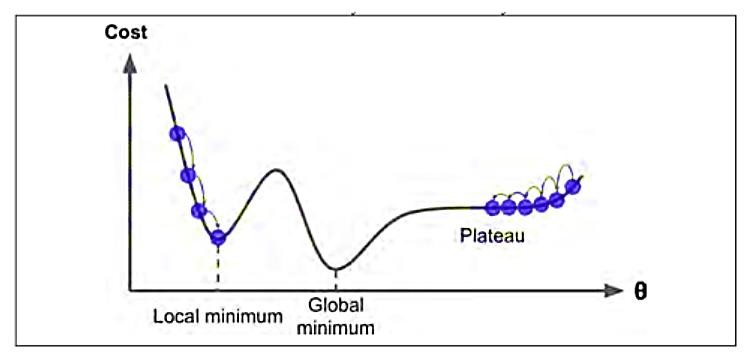 Cost
Plateau
θ
Local minimum
Global
minimum